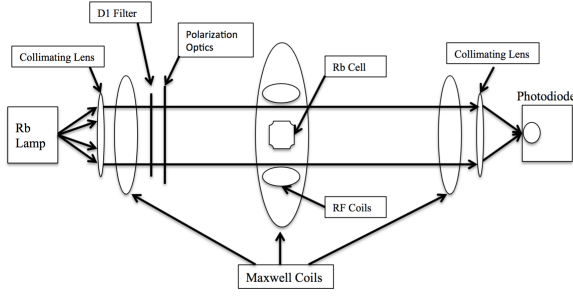 D1 Filter
Polarization
Optics
Collimating Lens
Rb Cell
Collimating Lens
Photodiode
Rb
Lamp
RF Coils
Maxwell Coils